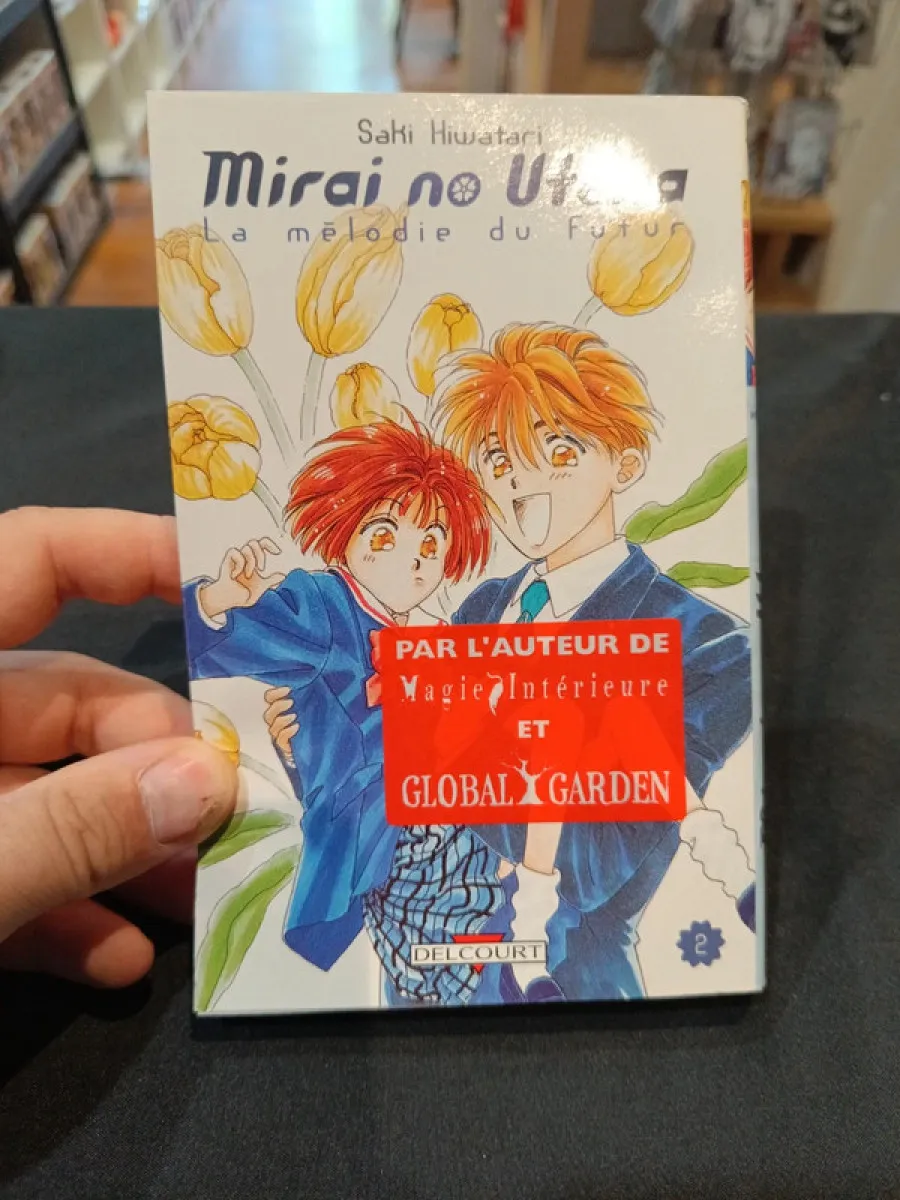 Saki Hiwatari
Mirai no Utena
La mélodie du futur
PAR L'AUTEUR DE
Magie Intérieure
ET
GLOBAL GARDEN
DELCOURT
2